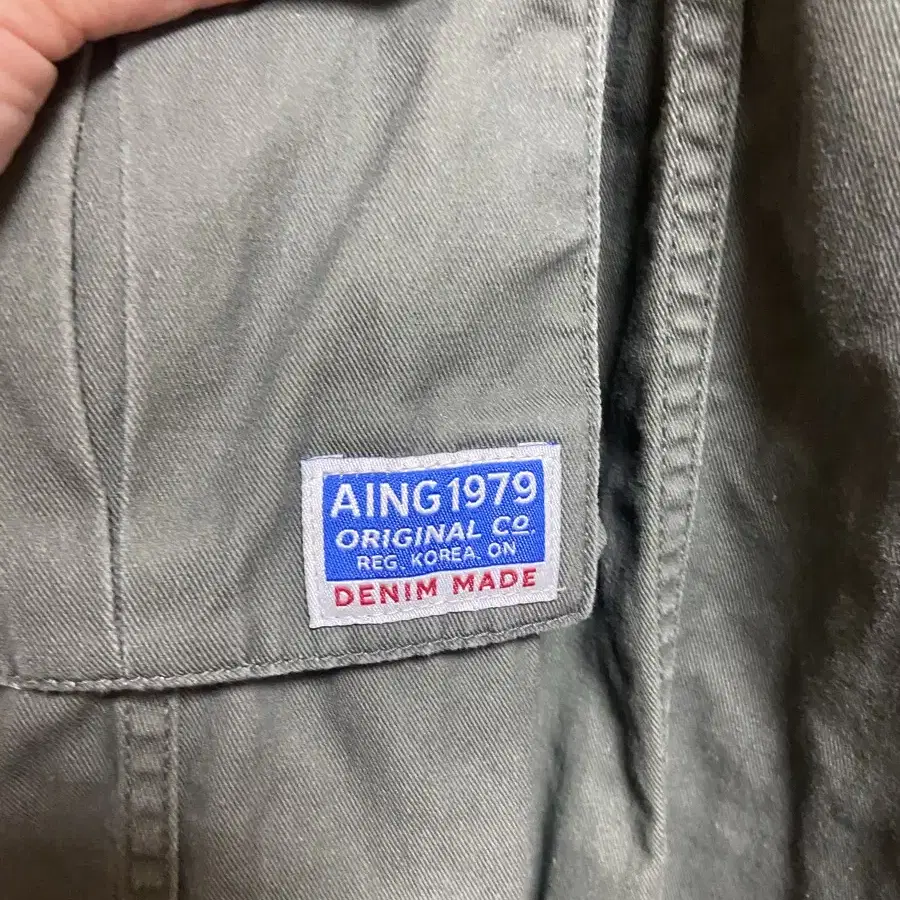 AING1979
ORIGINAL Co.
REG. KOREA. ON
DENIM MADE